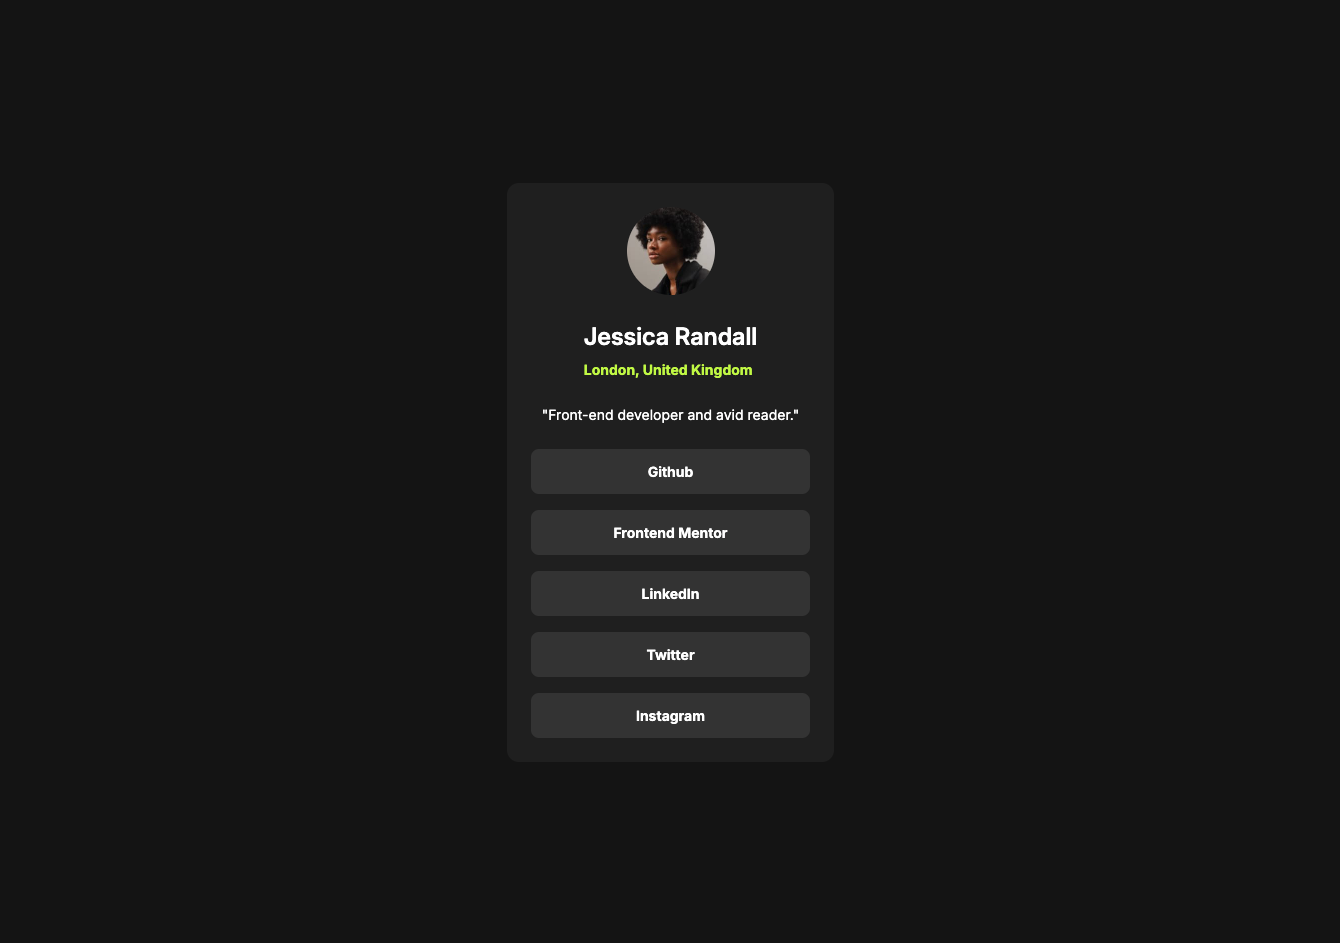 Jessica Randall
London, United Kingdom
"Front-end developer and avid reader."
Github
Frontend Mentor
LinkedIn
Twitter
Instagram